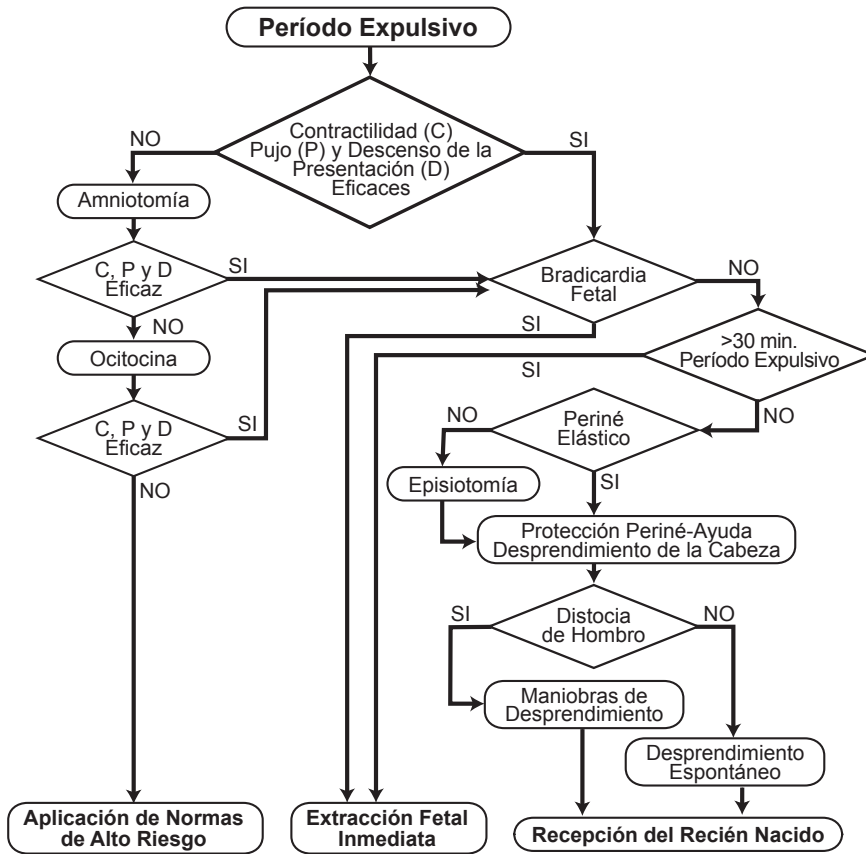 Período Expulsivo
Contractilidad (C)
Pujo (P) y Descenso de la
Presentación (D)
Eficaces
NO
SI
Amniotomía
C, P y D
Eficaz
SI
NO
Bradicardia
Fetal
NO
SI
Ocitocina
>30 min.
Período Expulsivo
SI
NO
C, P y D
Eficaz
SI
NO
Periné
Elástico
NO
SI
Episiotomía
Protección Periné-Ayuda
Desprendimiento de la Cabeza
Distocia
de Hombro
SI
NO
Maniobras de
Desprendimiento
Desprendimiento
Espontáneo
Aplicación de Normas
de Alto Riesgo
Extracción Fetal
Inmediata
Recepción del Recién Nacido